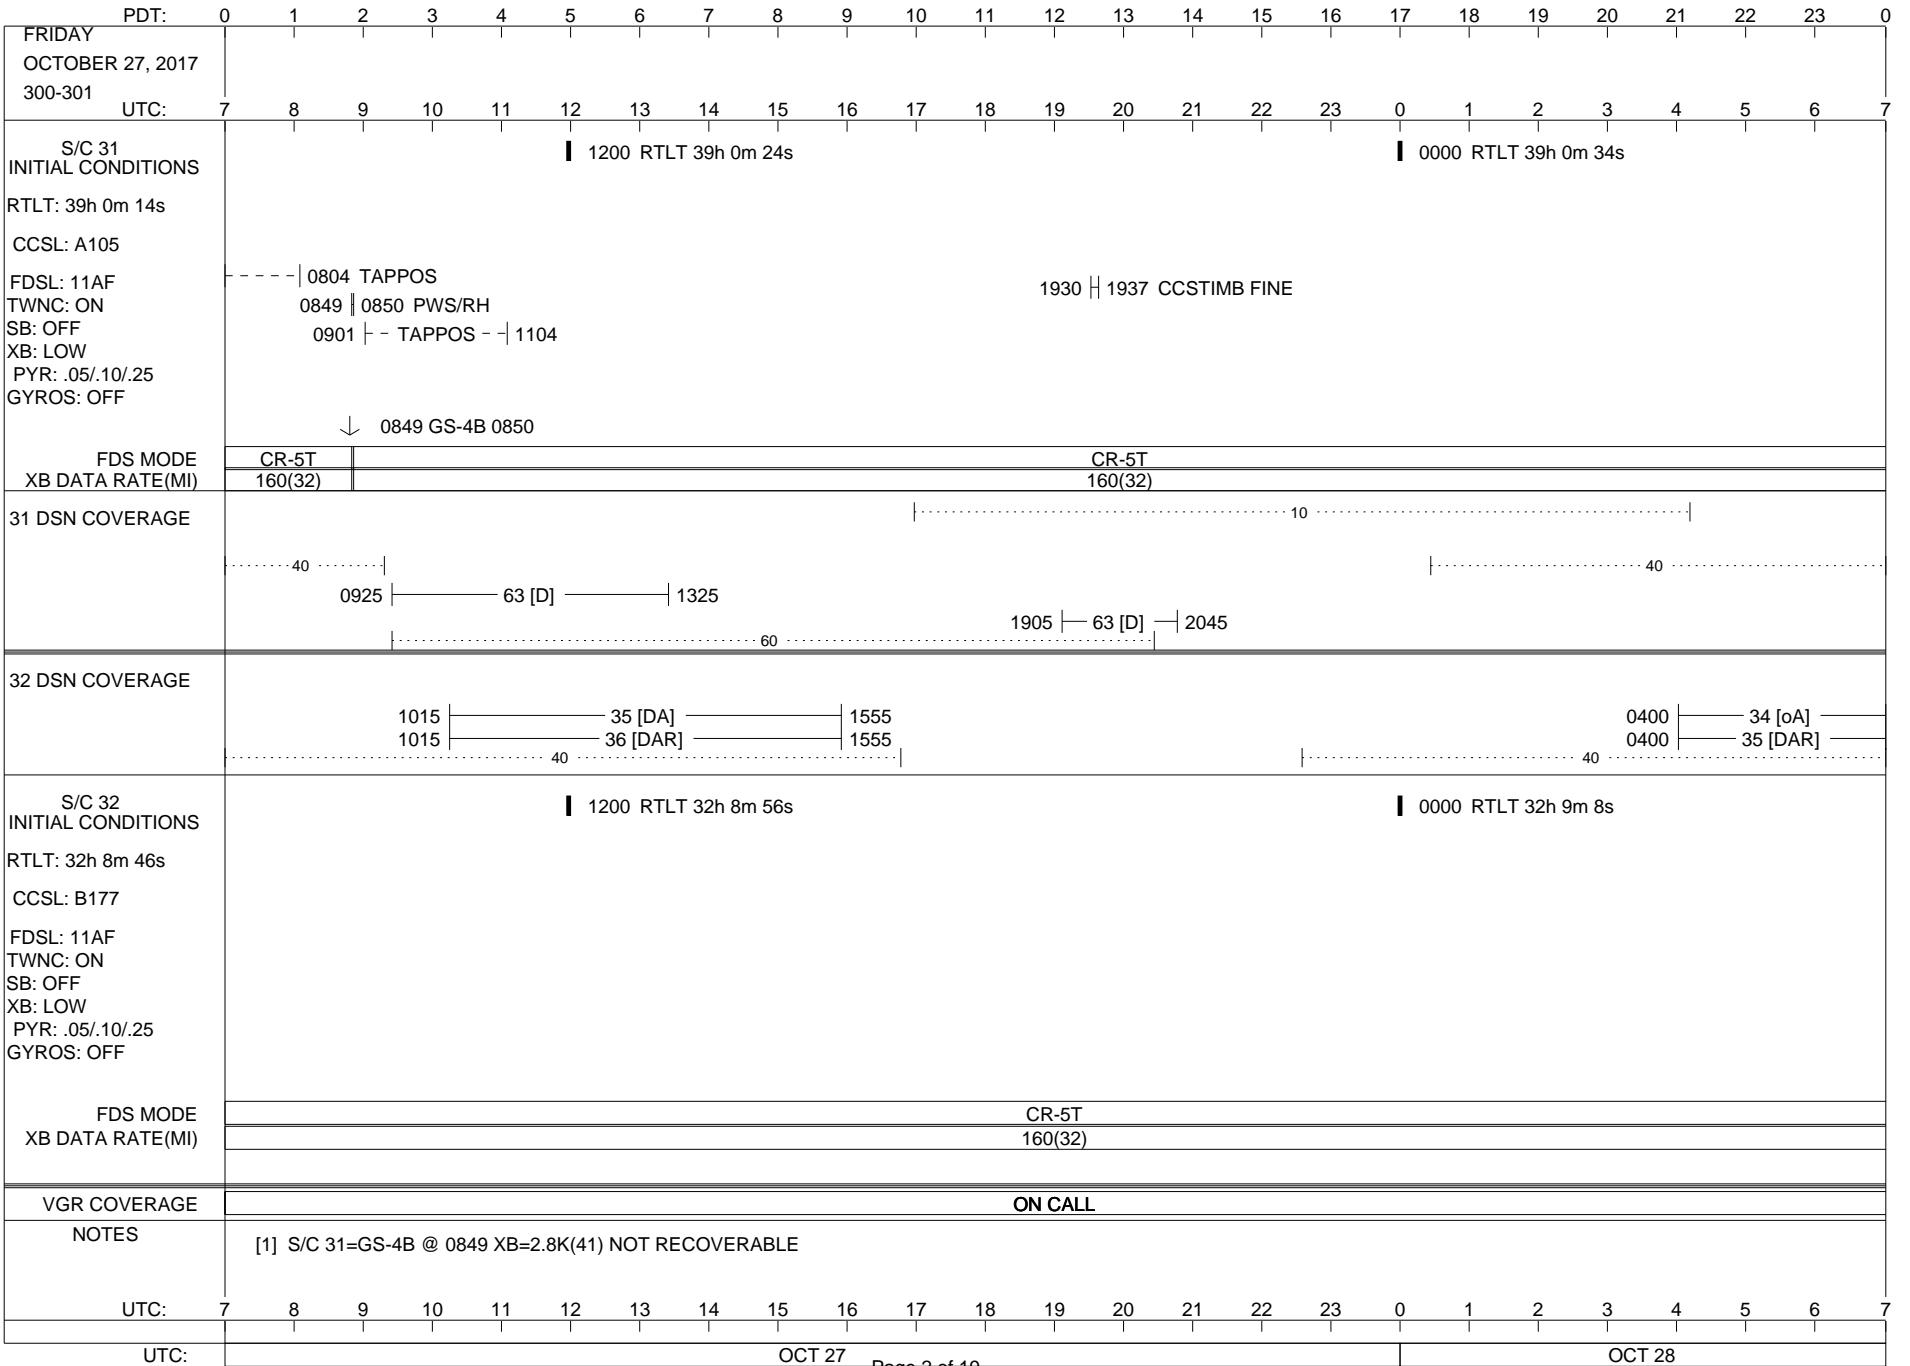 PDT: 0 1 2 3 4 5 6 7 8 9 10 11 12 13 14 15 16 17 18 19 20 21 22 23 0
FRIDAY
OCTOBER 27, 2017
300-301
UTC: 7 8 9 10 11 12 13 14 15 16 17 18 19 20 21 22 23 0 1 2 3 4 5 6 7
S/C 31
INITIAL CONDITIONS
1200 RTLT 39h 0m 24s
0000 RTLT 39h 0m 34s
RTLT: 39h 0m 14s
CCSL: A105
FDSL: 11AF
TWNC: ON
SB: OFF
XB: LOW
PYR: .05/.10/.25
GYROS: OFF
0804 TAPPOS
0849 0850 PWS/RH
0901 TAPPOS 1104
1930 1937 CCSTIMB FINE
0849 GS-4B 0850
FDS MODE CR-5T CR-5T
XB DATA RATE(MI) 160(32) 160(32)
31 DSN COVERAGE
10
40 40
0925 63 [D] 1325
1905 63 [D] 2045
60
32 DSN COVERAGE
1015 35 [DA] 1555 0400 34 [oA]
1015 36 [DAR] 1555 0400 35 [DAR]
40 40
S/C 32
INITIAL CONDITIONS
1200 RTLT 32h 8m 56s
0000 RTLT 32h 9m 8s
RTLT: 32h 8m 46s
CCSL: B177
FDSL: 11AF
TWNC: ON
SB: OFF
XB: LOW
PYR: .05/.10/.25
GYROS: OFF
FDS MODE CR-5T
XB DATA RATE(MI) 160(32)
VGR COVERAGE ON CALL
NOTES
[1] S/C 31=GS-4B @ 0849 XB=2.8K(41) NOT RECOVERABLE
UTC: 7 8 9 10 11 12 13 14 15 16 17 18 19 20 21 22 23 0 1 2 3 4 5 6 7
UTC: OCT 27 OCT 28